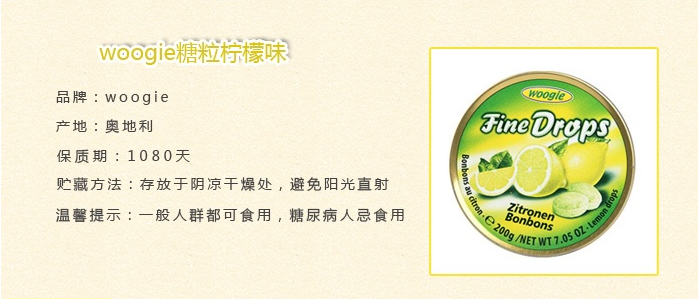 woogie糖粒柠檬味
品牌：woogie
产地：奥地利
保质期：1080天
贮藏方法：存放于阴凉干燥处，避免阳光直射
温馨提示：一般人群都可食用，糖尿病人忌食用
woogie
Fine Drops
Zitronen
Bonbons
Bonbons au citron · ℮ 200g/NET WT 7.05 OZ · Lemon drops